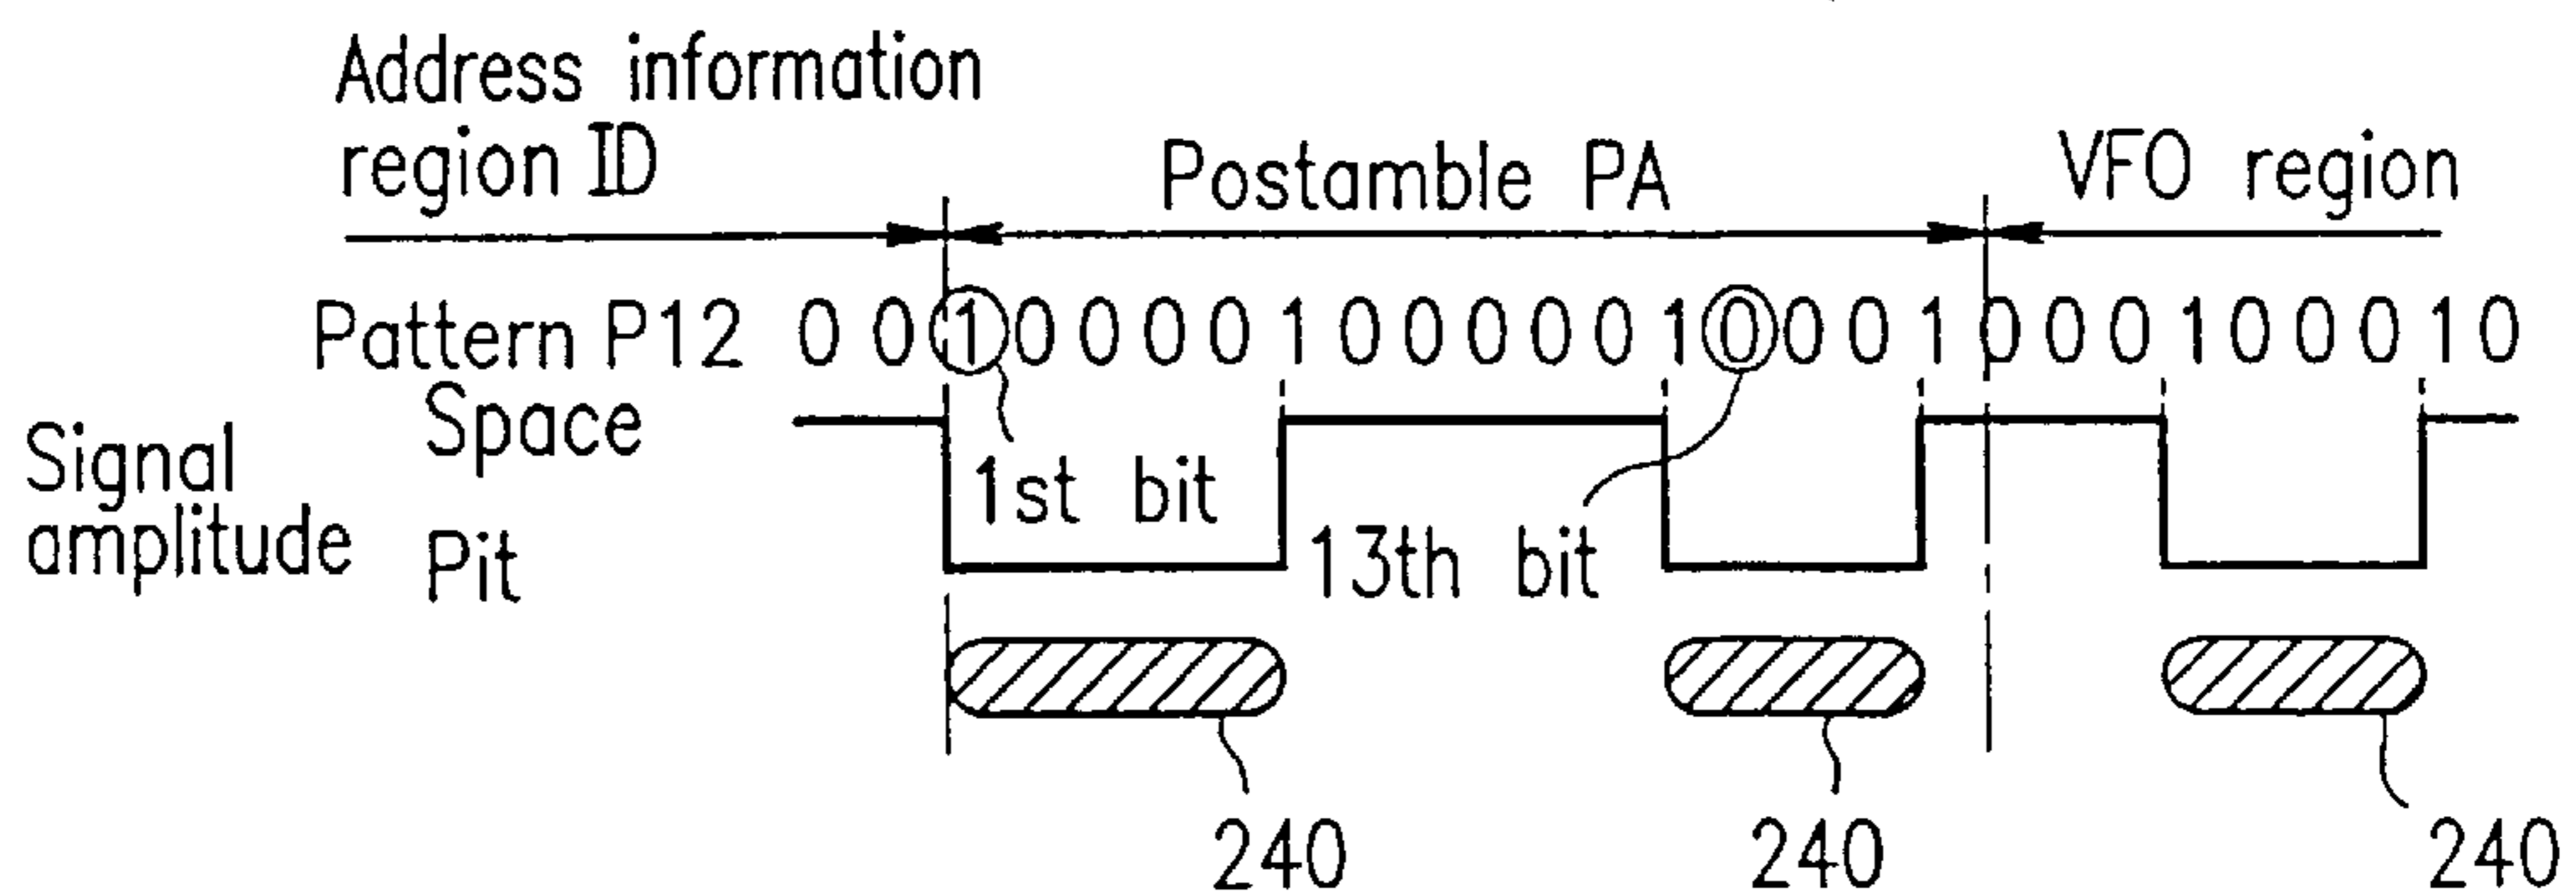 Address information
region ID
Postamble PA
VFO region
Pattern P12 0 0 1 0 0 0 0 1 0 0 0 0 0 1 0 0 0 1 0 0 0 1 0 0 0 1 0
Signal
amplitude
Space
Pit
1st bit
13th bit
240
240
240